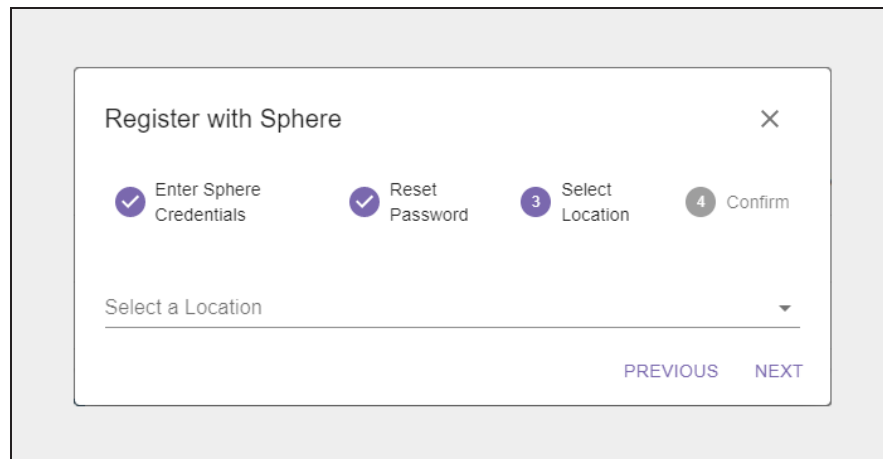 Register with Sphere
Enter Sphere
Credentials
Reset
Password
3
Select
Location
4
Confirm
Select a Location
PREVIOUS
NEXT